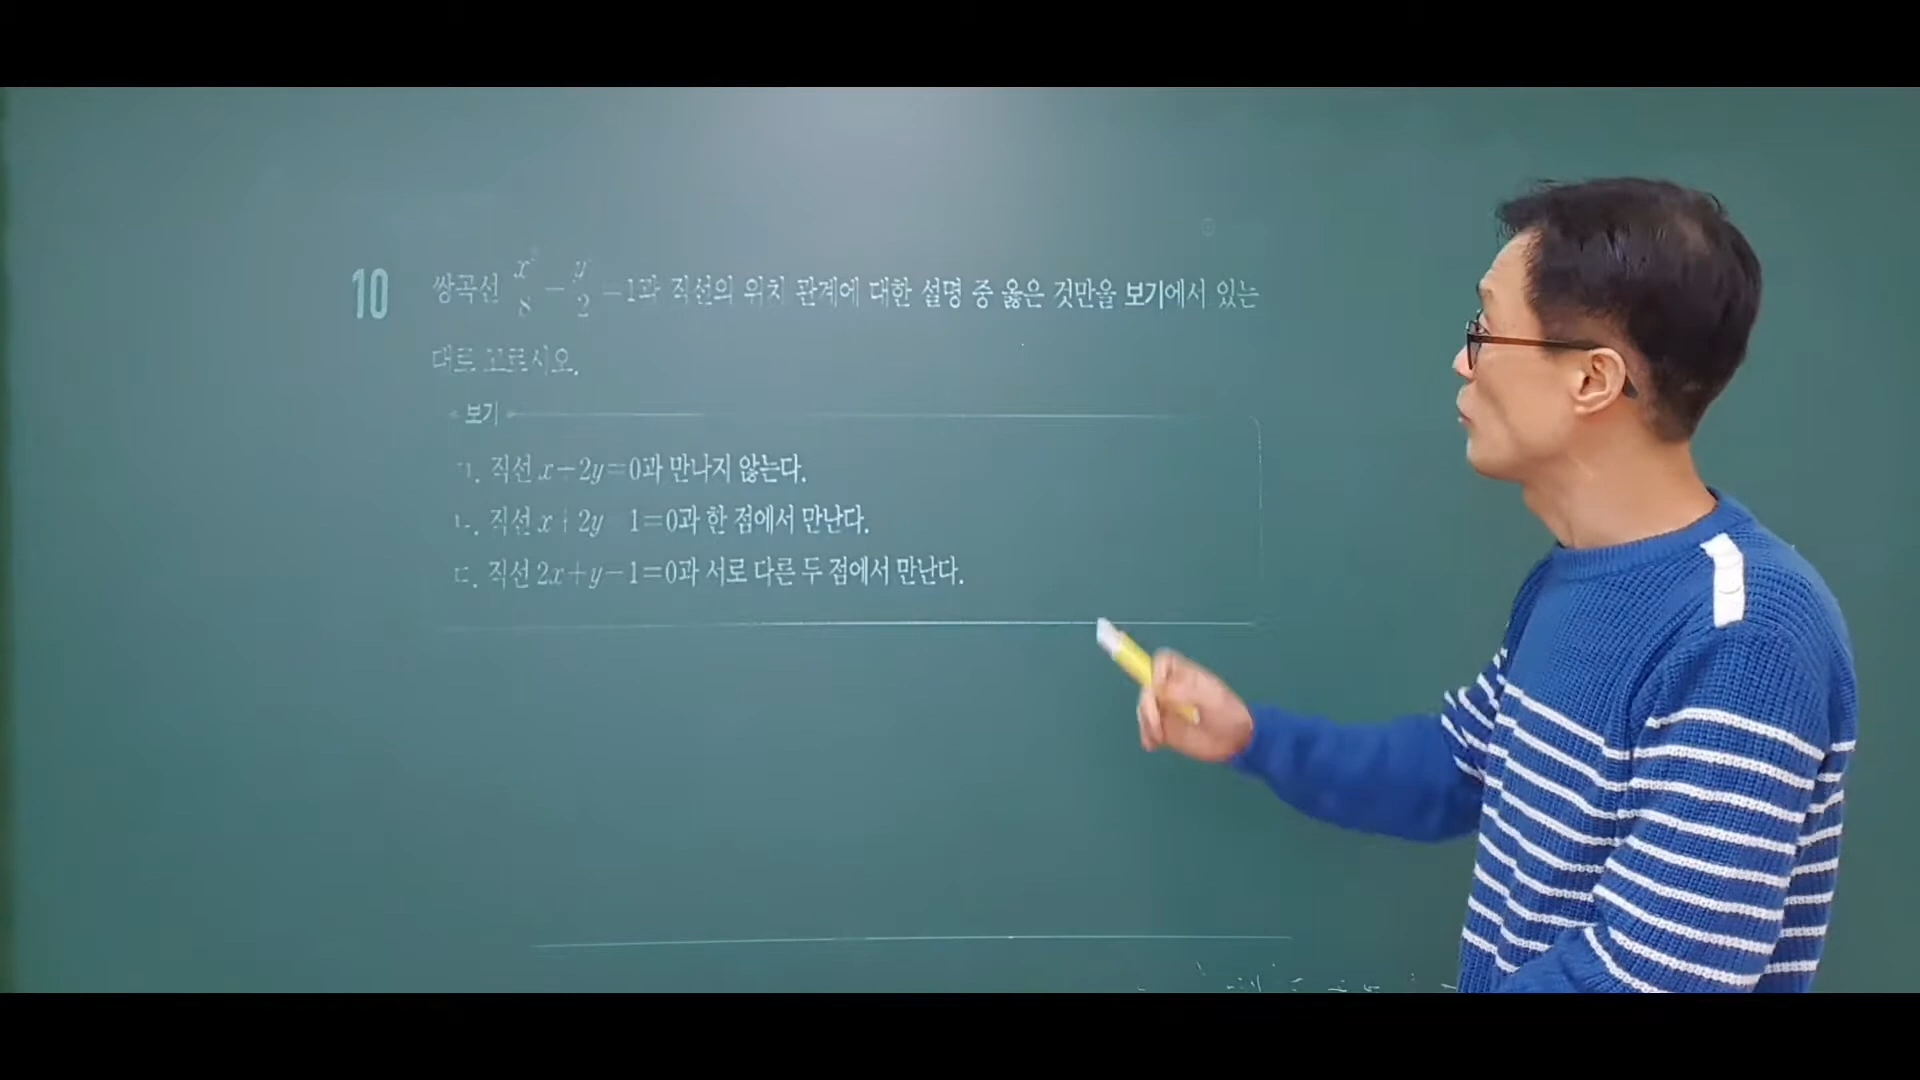 10 쌍곡선 x²/8 − y²/2 =1과 직선의 위치 관계에 대한 설명 중 옳은 것만을 보기에서 있는
대로 고르시오.
보기
ㄱ. 직선 x−2y=0과 만나지 않는다.
ㄴ. 직선 x+2y 1=0과 한 점에서 만난다.
ㄷ. 직선 2x+y−1=0과 서로 다른 두 점에서 만난다.